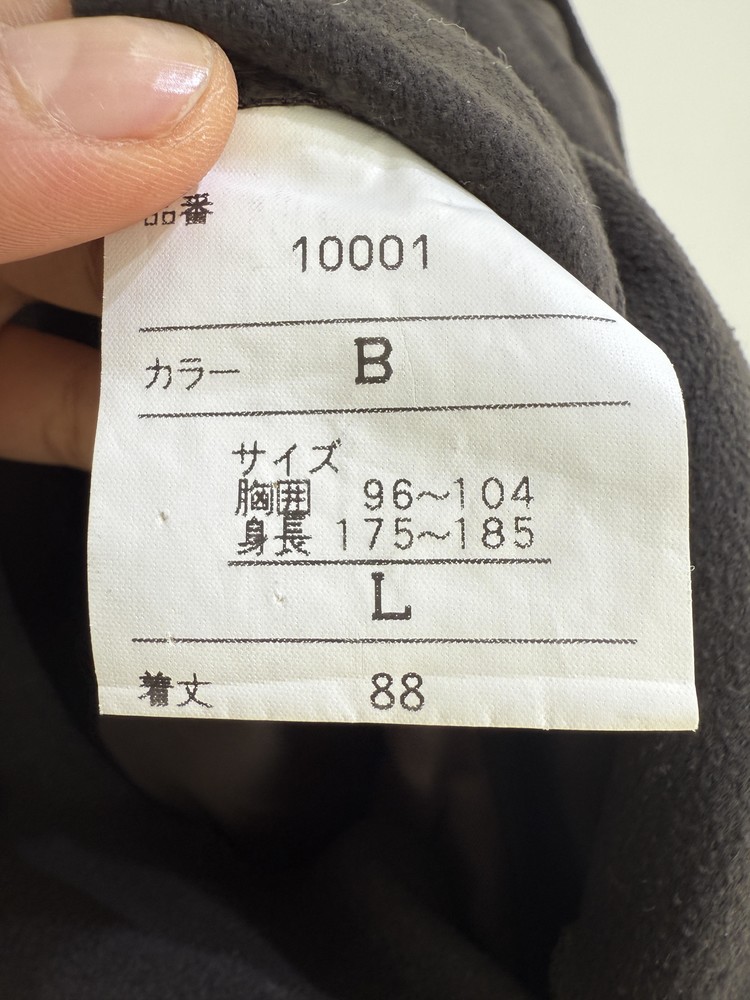 品番
10001
カラー B
サイズ
胸囲 96～104
身長 175～185
L
着丈 88